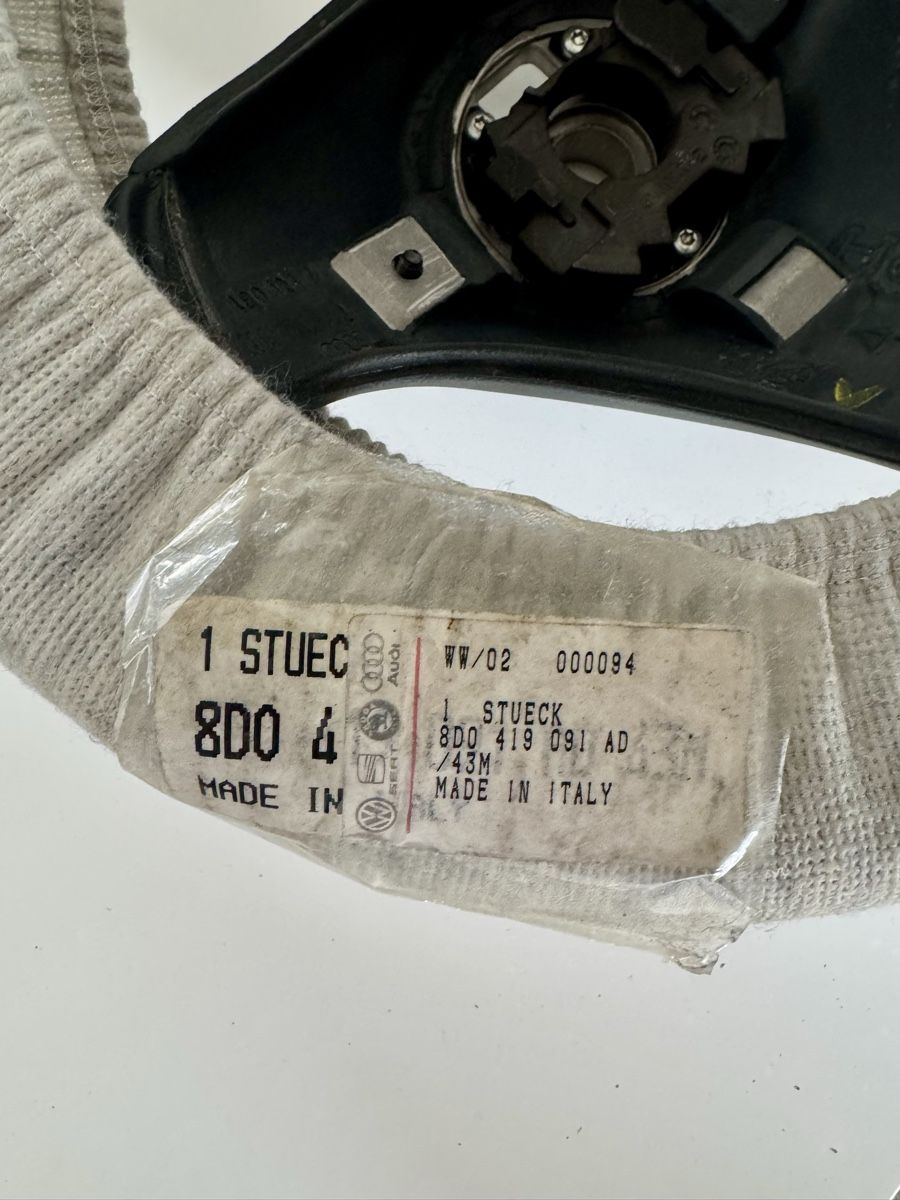 1 STUEC
8D0 4
MADE IN
Audi
SEAT
WW/02 000094
1 STUECK
8D0 419 091 AD
/43M
MADE IN ITALY